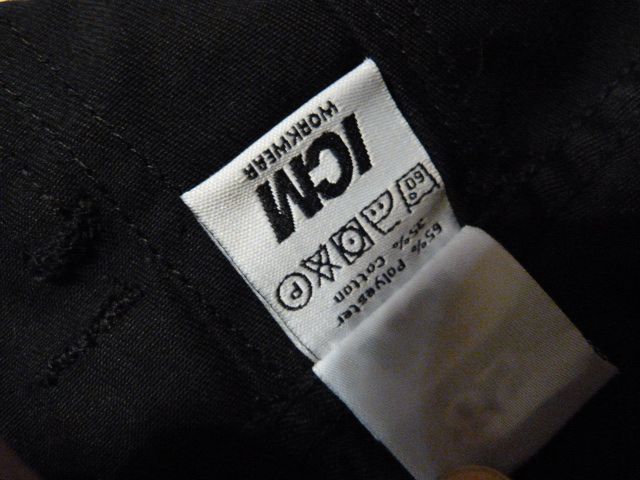 65% Polyester
35% Cotton
60° P
ICM
WORKWEAR